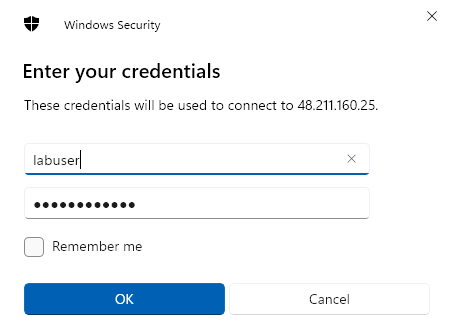 Windows Security
Enter your credentials
These credentials will be used to connect to 48.211.160.25.
labuser
●●●●●●●●●●●●
Remember me
OK
Cancel